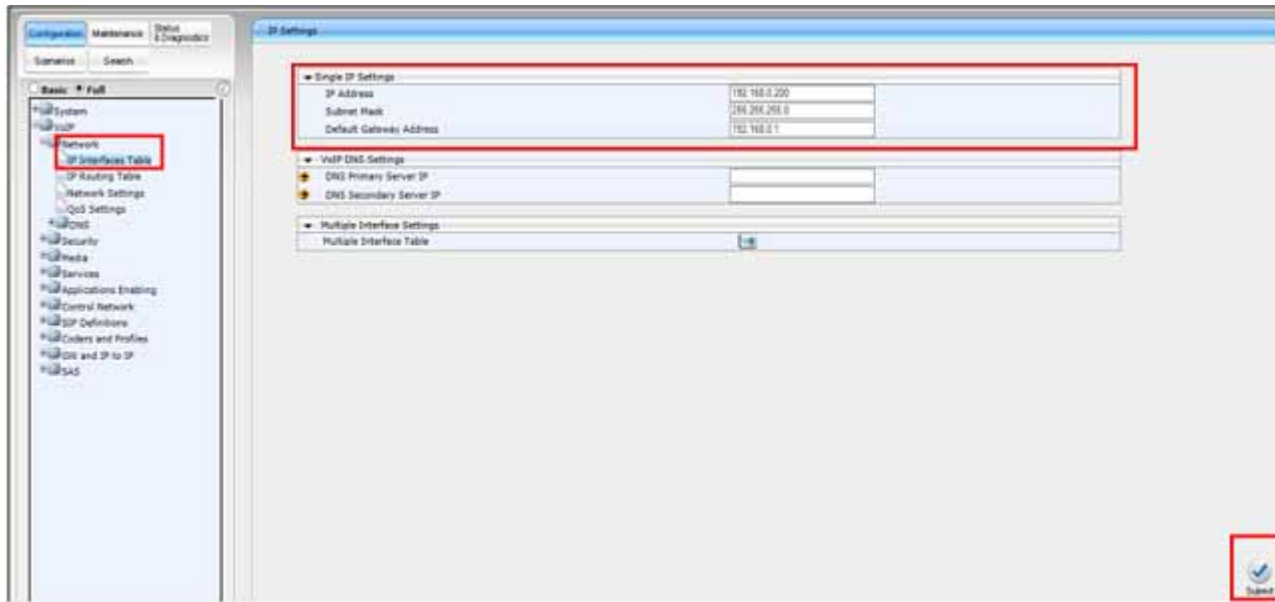 Configuration Maintenance Status & Diagnostics
Scenarios Search
Basic Full
System
VoIP
Network
IP Interfaces Table
IP Routing Table
Network Settings
QoS Settings
DNS
Security
Media
Services
Applications Enabling
Control Network
SIP Definitions
Coders and Profiles
GW and IP to IP
SAS
IP Settings
Single IP Settings
IP Address 192.168.0.200
Subnet Mask 255.255.255.0
Default Gateway Address 192.168.0.1
VoIP DNS Settings
DNS Primary Server IP
DNS Secondary Server IP
Multiple Interface Settings
Multiple Interface Table
Submit